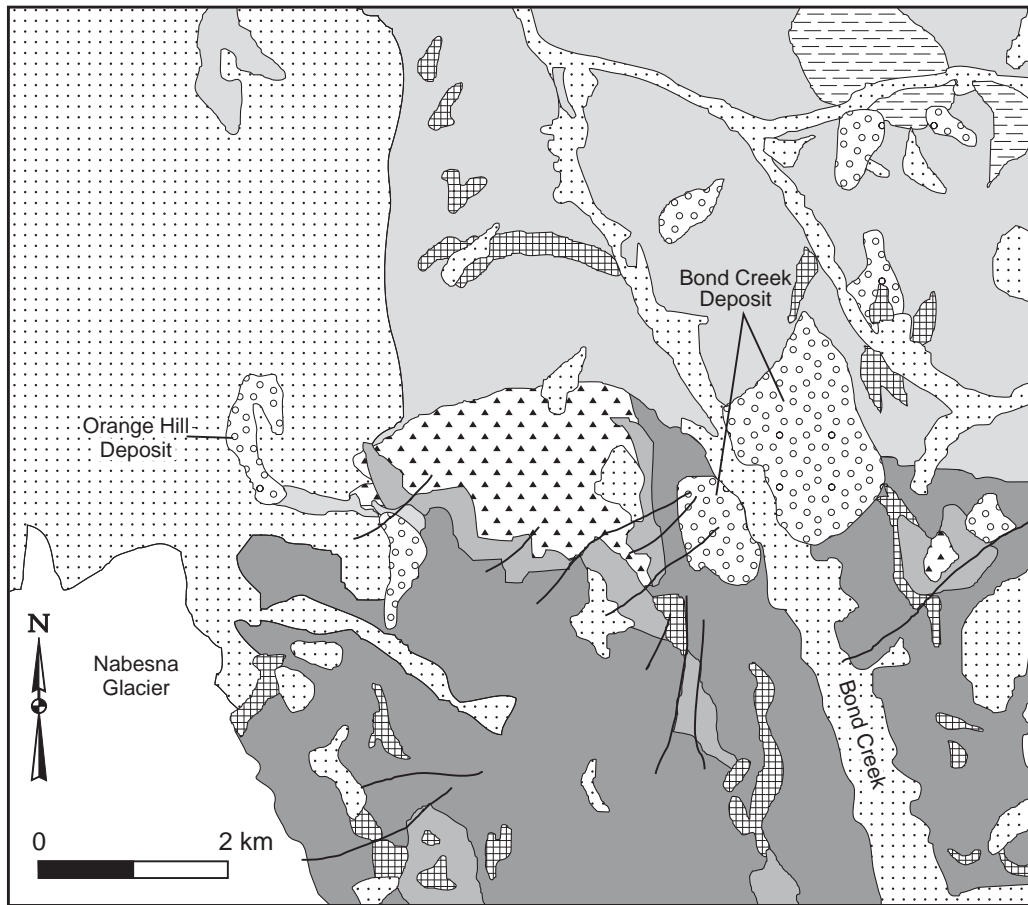 Bond Creek
Deposit
Orange Hill
Deposit
N
Nabesna
Glacier
Bond Creek
0 2 km